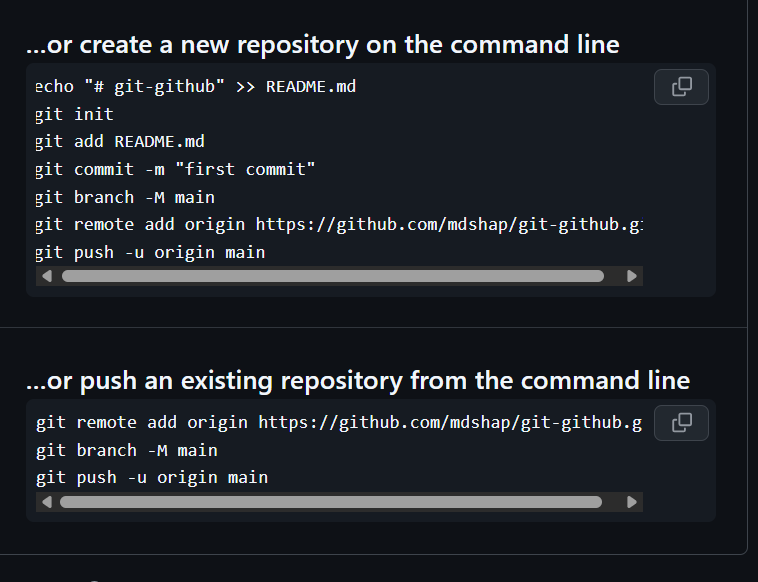 ...or create a new repository on the command line
echo "# git-github" >> README.md
git init
git add README.md
git commit -m "first commit"
git branch -M main
git remote add origin https://github.com/mdshap/git-github.gi
git push -u origin main
...or push an existing repository from the command line
git remote add origin https://github.com/mdshap/git-github.g
git branch -M main
git push -u origin main